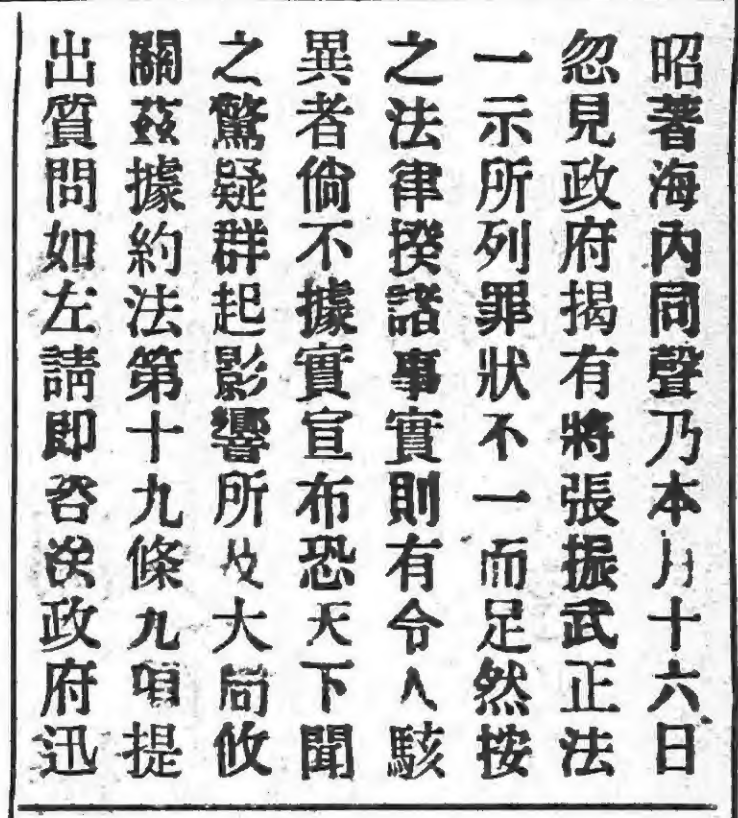 昭著海內同聲乃本月十六日
忽見政府揭有將張振武正法
一示所列罪狀不一而足然按
之法律揆諸事實則有令人駭
異者倘不據實宣布恐天下聞
之驚疑群起影響所及大局攸
關茲據約法第十九條九項提
出質問如左請即咨送政府迅